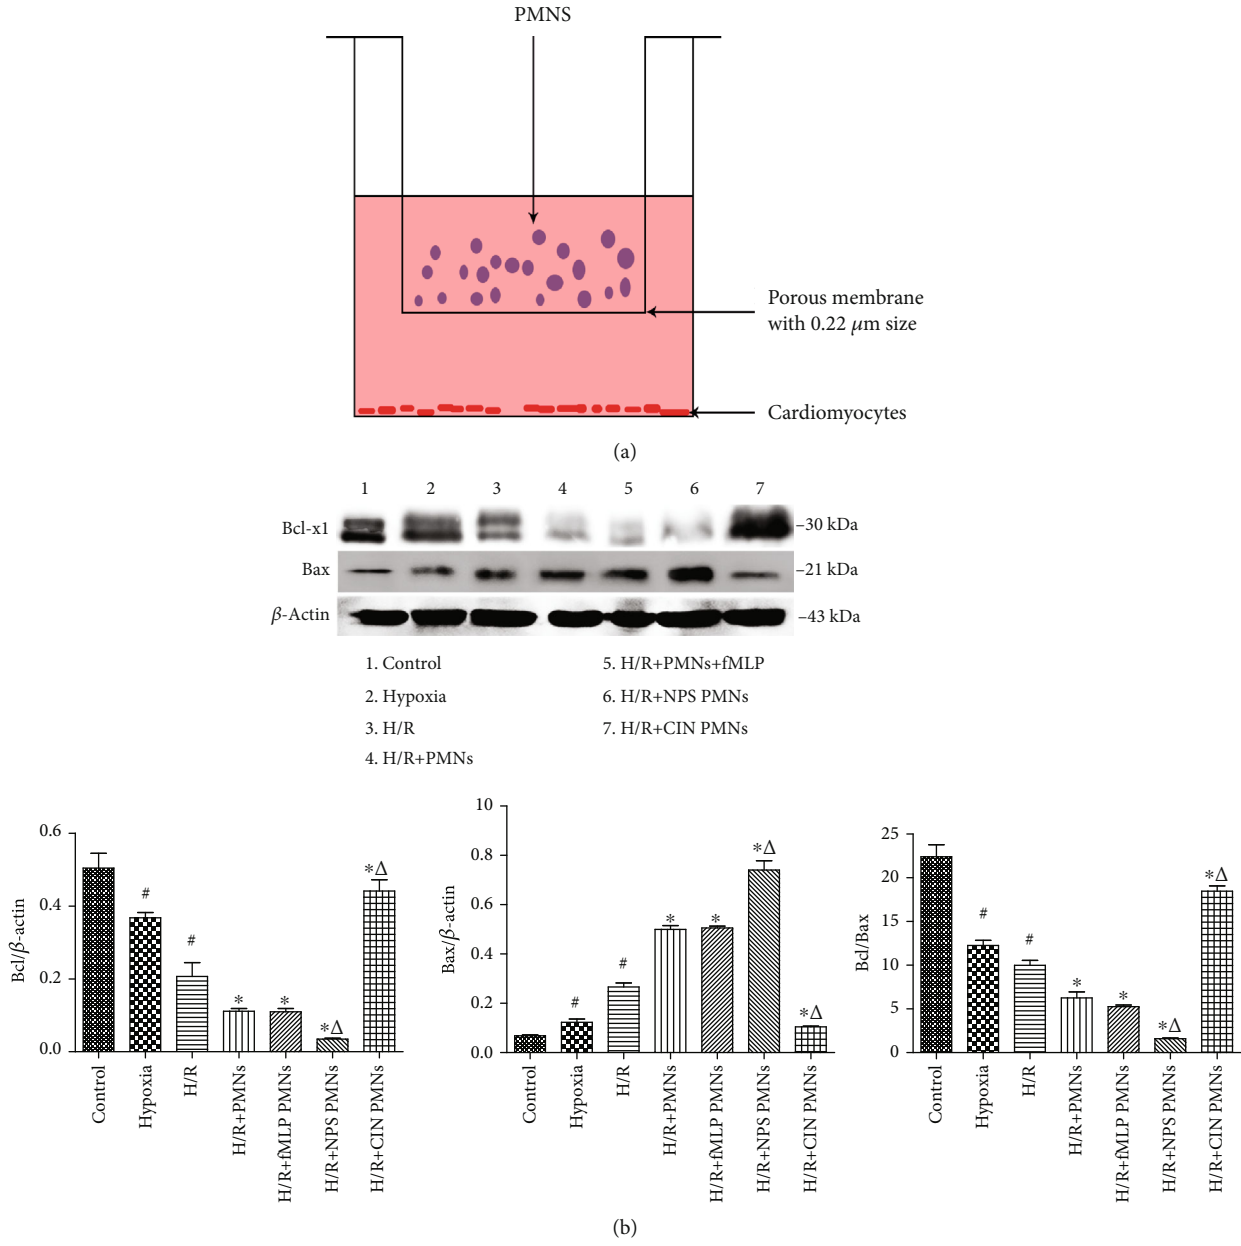 PMNS
Porous membrane
with 0.22 μm size
Cardiomyocytes
(a)
1 2 3 4 5 6 7
Bcl-x1 –30 kDa
Bax –21 kDa
β-Actin –43 kDa
1. Control
2. Hypoxia
3. H/R
4. H/R+PMNs
5. H/R+PMNs+fMLP
6. H/R+NPS PMNs
7. H/R+CIN PMNs
Bcl/β-actin
0.6
0.4
0.2
0.0
# # * * *Δ *Δ
Control
Hypoxia
H/R
H/R+PMNs
H/R+fMLP PMNs
H/R+NPS PMNs
H/R+CIN PMNs
Bax/β-actin
10
0.8
0.6
0.4
0.2
0.0
# # * * *Δ *Δ
Control
Hypoxia
H/R
H/R+PMNs
H/R+fMLP PMNs
H/R+NPS PMNs
H/R+CIN PMNs
Bcl/Bax
25
20
15
10
5
0
# # * * *Δ *Δ
Control
Hypoxia
H/R
H/R+PMNs
H/R+fMLP PMNs
H/R+NPS PMNs
H/R+CIN PMNs
(b)